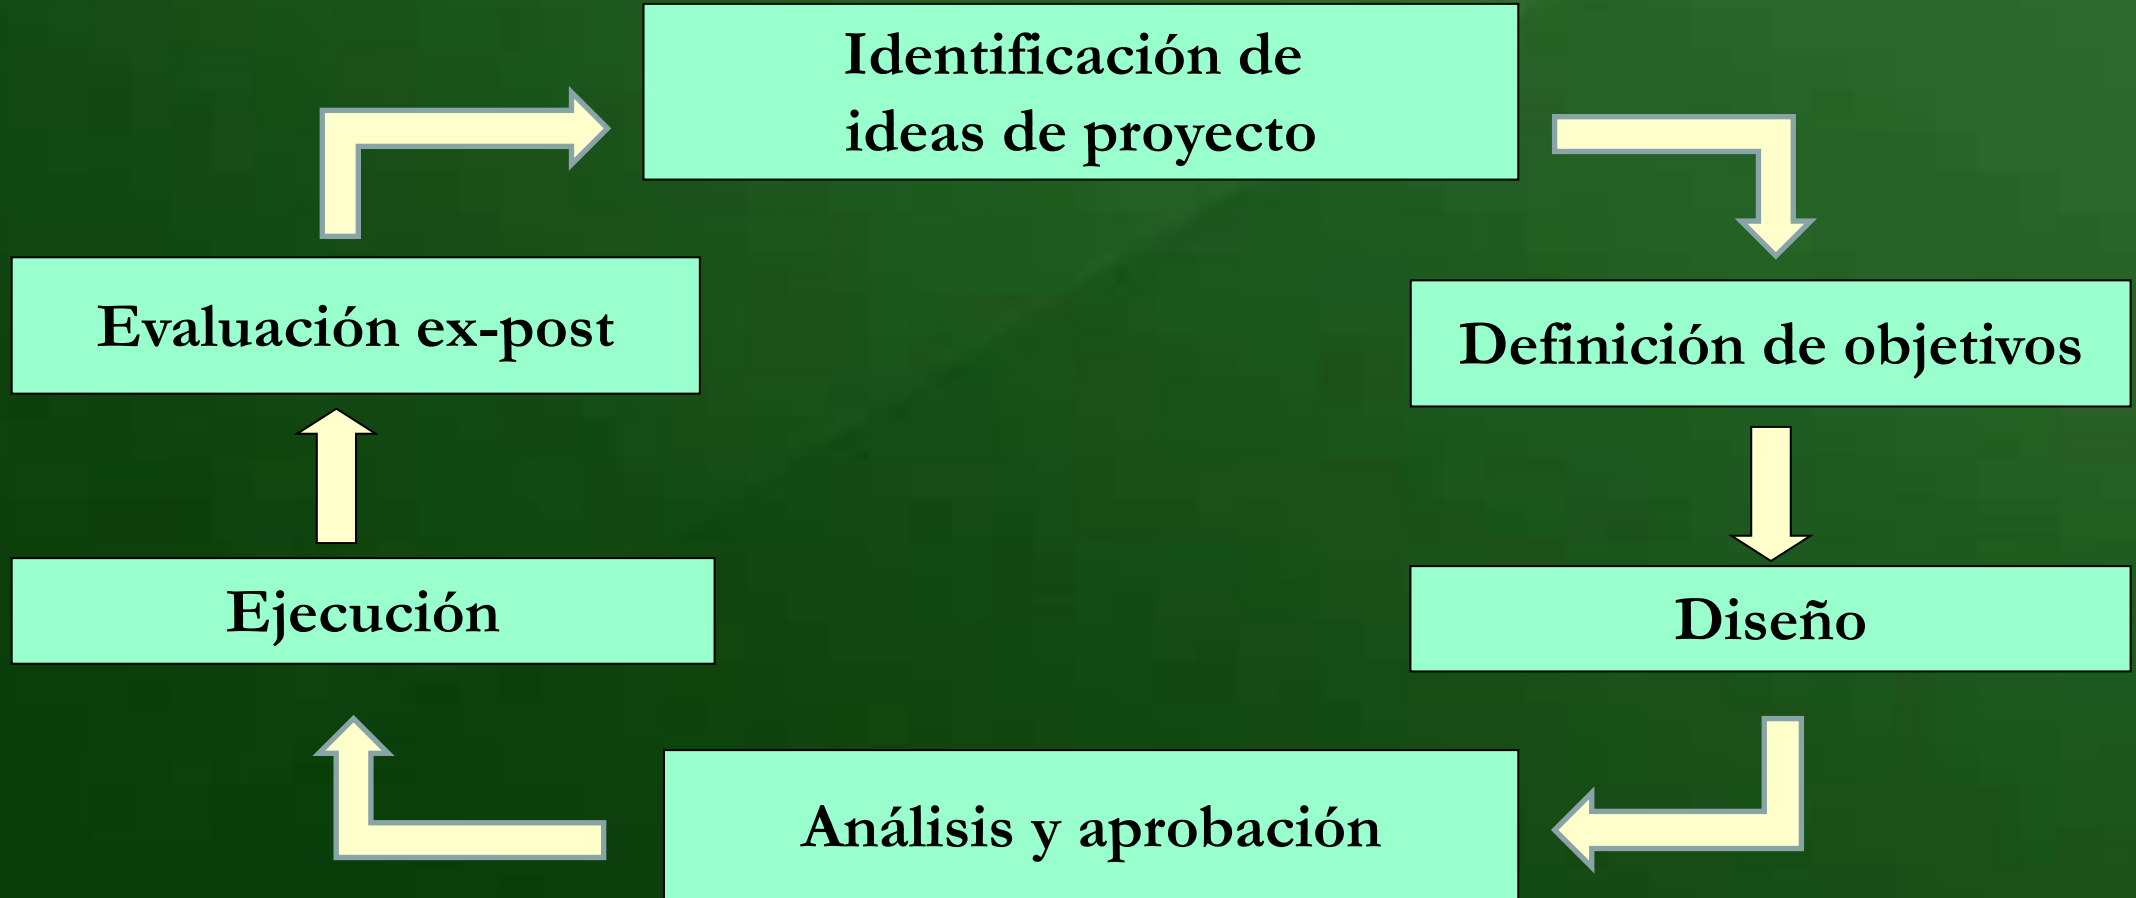 Identificación de
ideas de proyecto
Evaluación ex-post
Definición de objetivos
Ejecución
Diseño
Análisis y aprobación